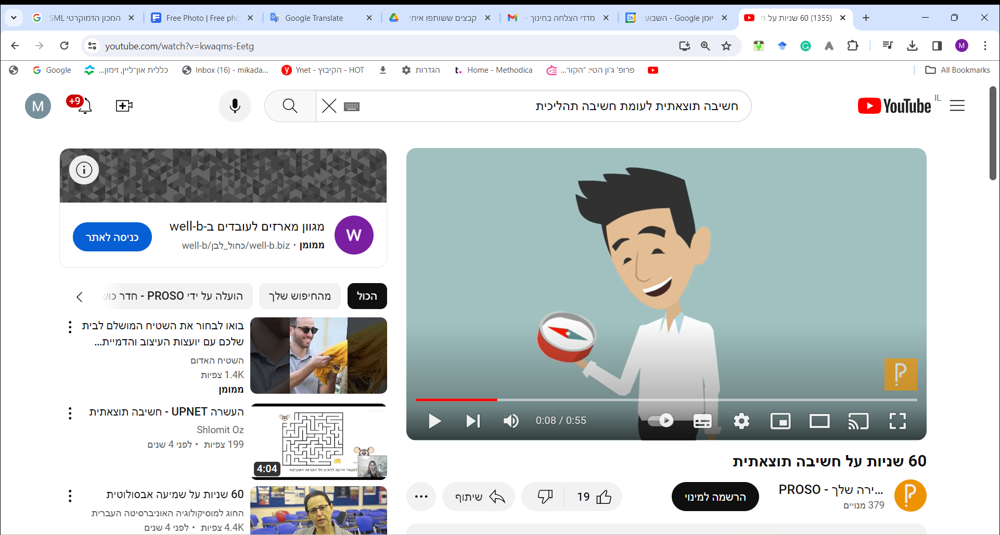 המכון הדמוקרטי SML
Free Photo | Free pho
Google Translate
קבצים ששותפו איתי -
מדדי הצלחה בחינוך -
יומן Google - השבוע
26
(1355) 60 שניות על ח
youtube.com/watch?v=kwaqms-Eetg
M
Google
כללית און־ליין, זימון...
Inbox (16) - mikada...
Ynet - הקיבוץ - HOT
הגדרות
t.
Home - Methodica
פרופ' ג'ון הטי: "הקור...
All Bookmarks
M
9+
חשיבה תוצאתית לעומת חשיבה תהליכית
YouTube IL
מגוון מארזים לעובדים ב-well-b
ממומן · well-b.biz/כחול_לבן/well-b
W
כניסה לאתר
הכול
מהחיפוש שלך
הועלה על ידי PROSO - חדר כוש
בואו לבחור את השטיח המושלם לבית
שלכם עם יועצות העיצוב והדמיית...
השטיח האדום
1.4K צפיות
ממומן
העשרה UPNET - חשיבה תוצאתית
Shlomit Oz
199 צפיות • לפני 4 שנים
4:04
60 שניות על שמיעה אבסולוטית
החוג למוסיקולוגיה האוניברסיטה העברית
4.4K צפיות • לפני 4 שנים
0:08 / 0:55
60 שניות על חשיבה תוצאתית
PROSO - ירה שלך...
379 מנויים
הרשמה למינוי
19
שיתוף